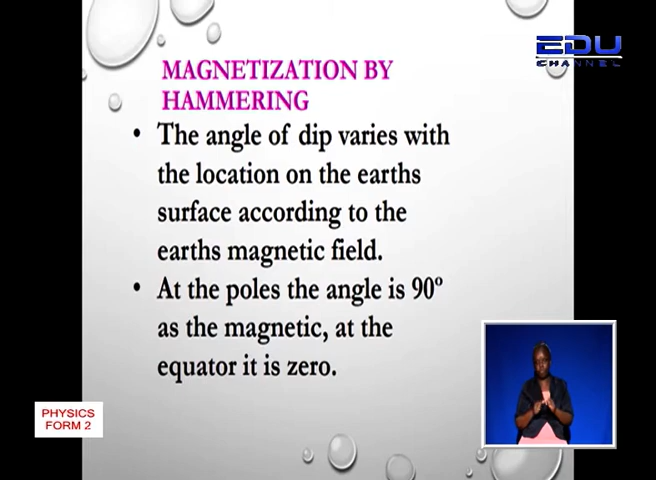 EDU
CHANNEL
MAGNETIZATION BY
HAMMERING
• The angle of dip varies with
the location on the earths
surface according to the
earths magnetic field.
• At the poles the angle is 90º
as the magnetic, at the
equator it is zero.
PHYSICS
FORM 2